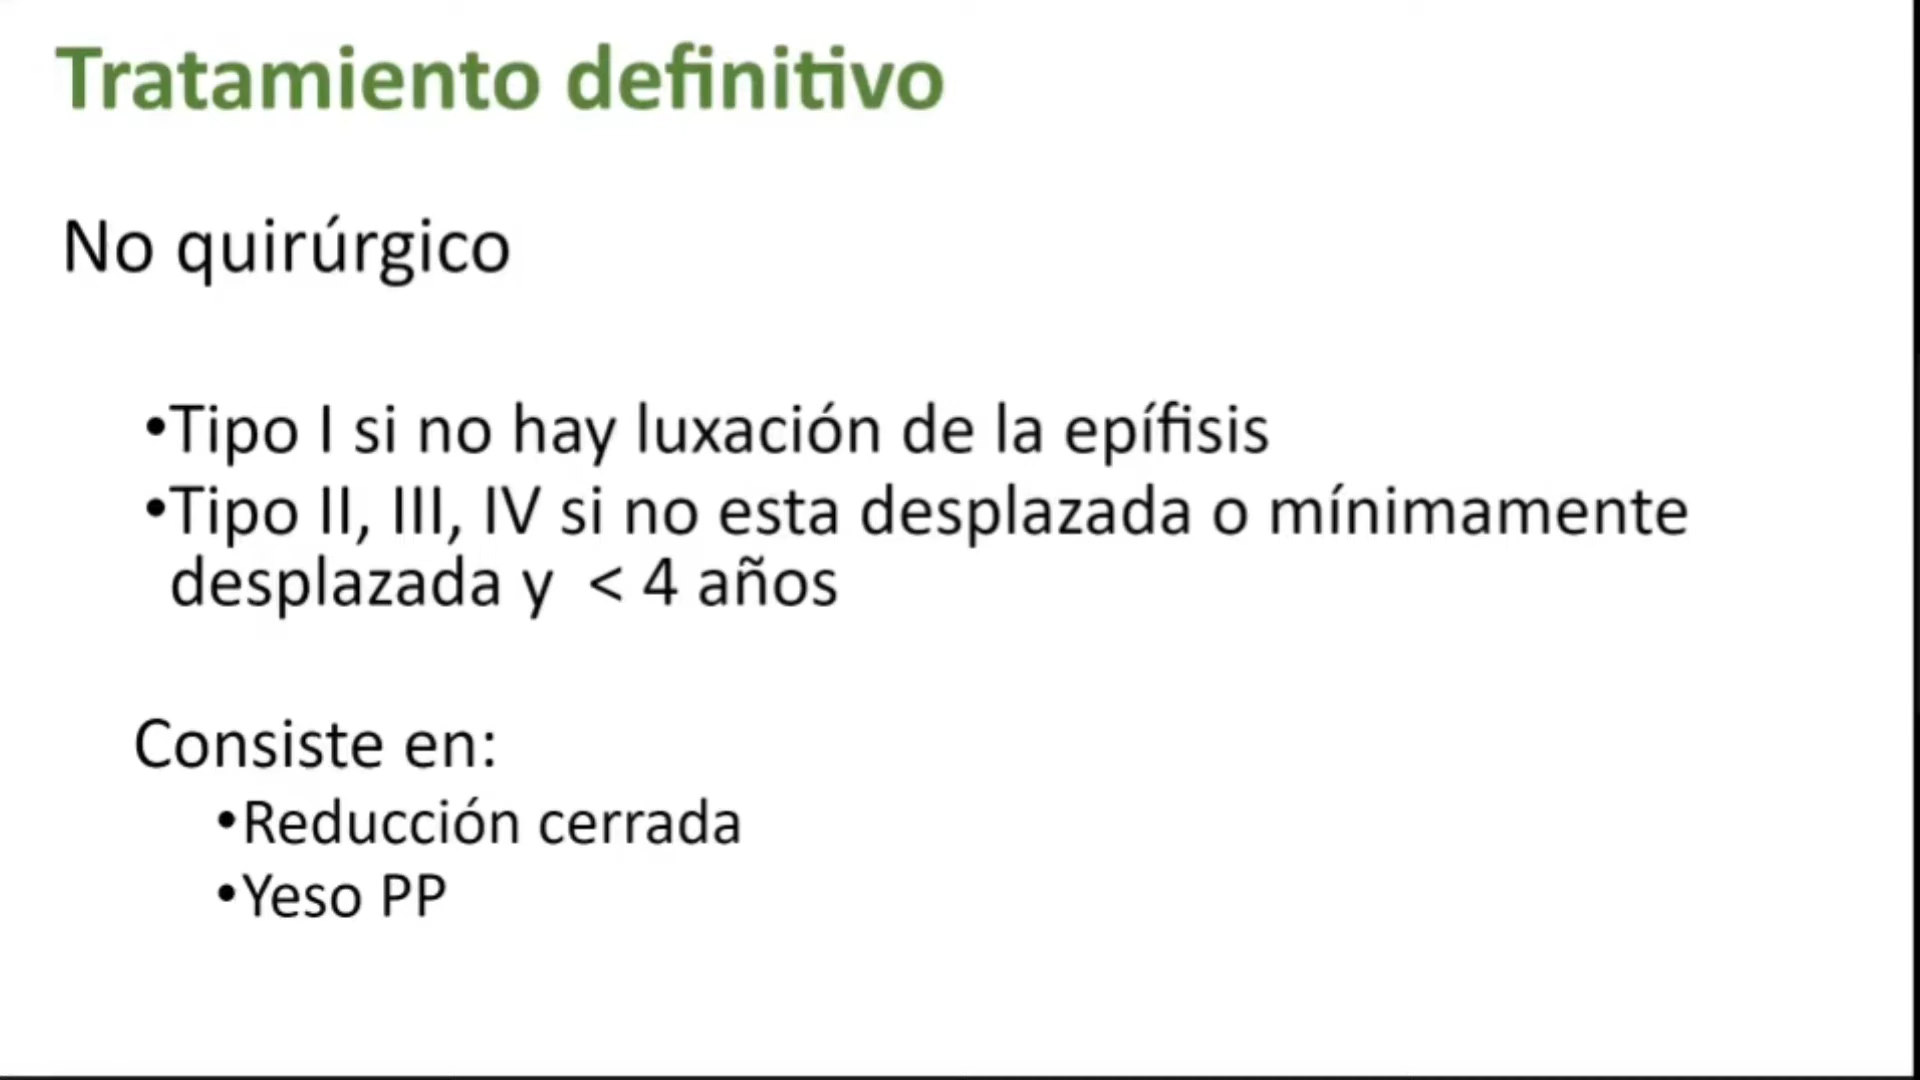 Tratamiento definitivo
No quirúrgico
•Tipo I si no hay luxación de la epífisis
•Tipo II, III, IV si no esta desplazada o mínimamente
desplazada y < 4 años
Consiste en:
•Reducción cerrada
•Yeso PP